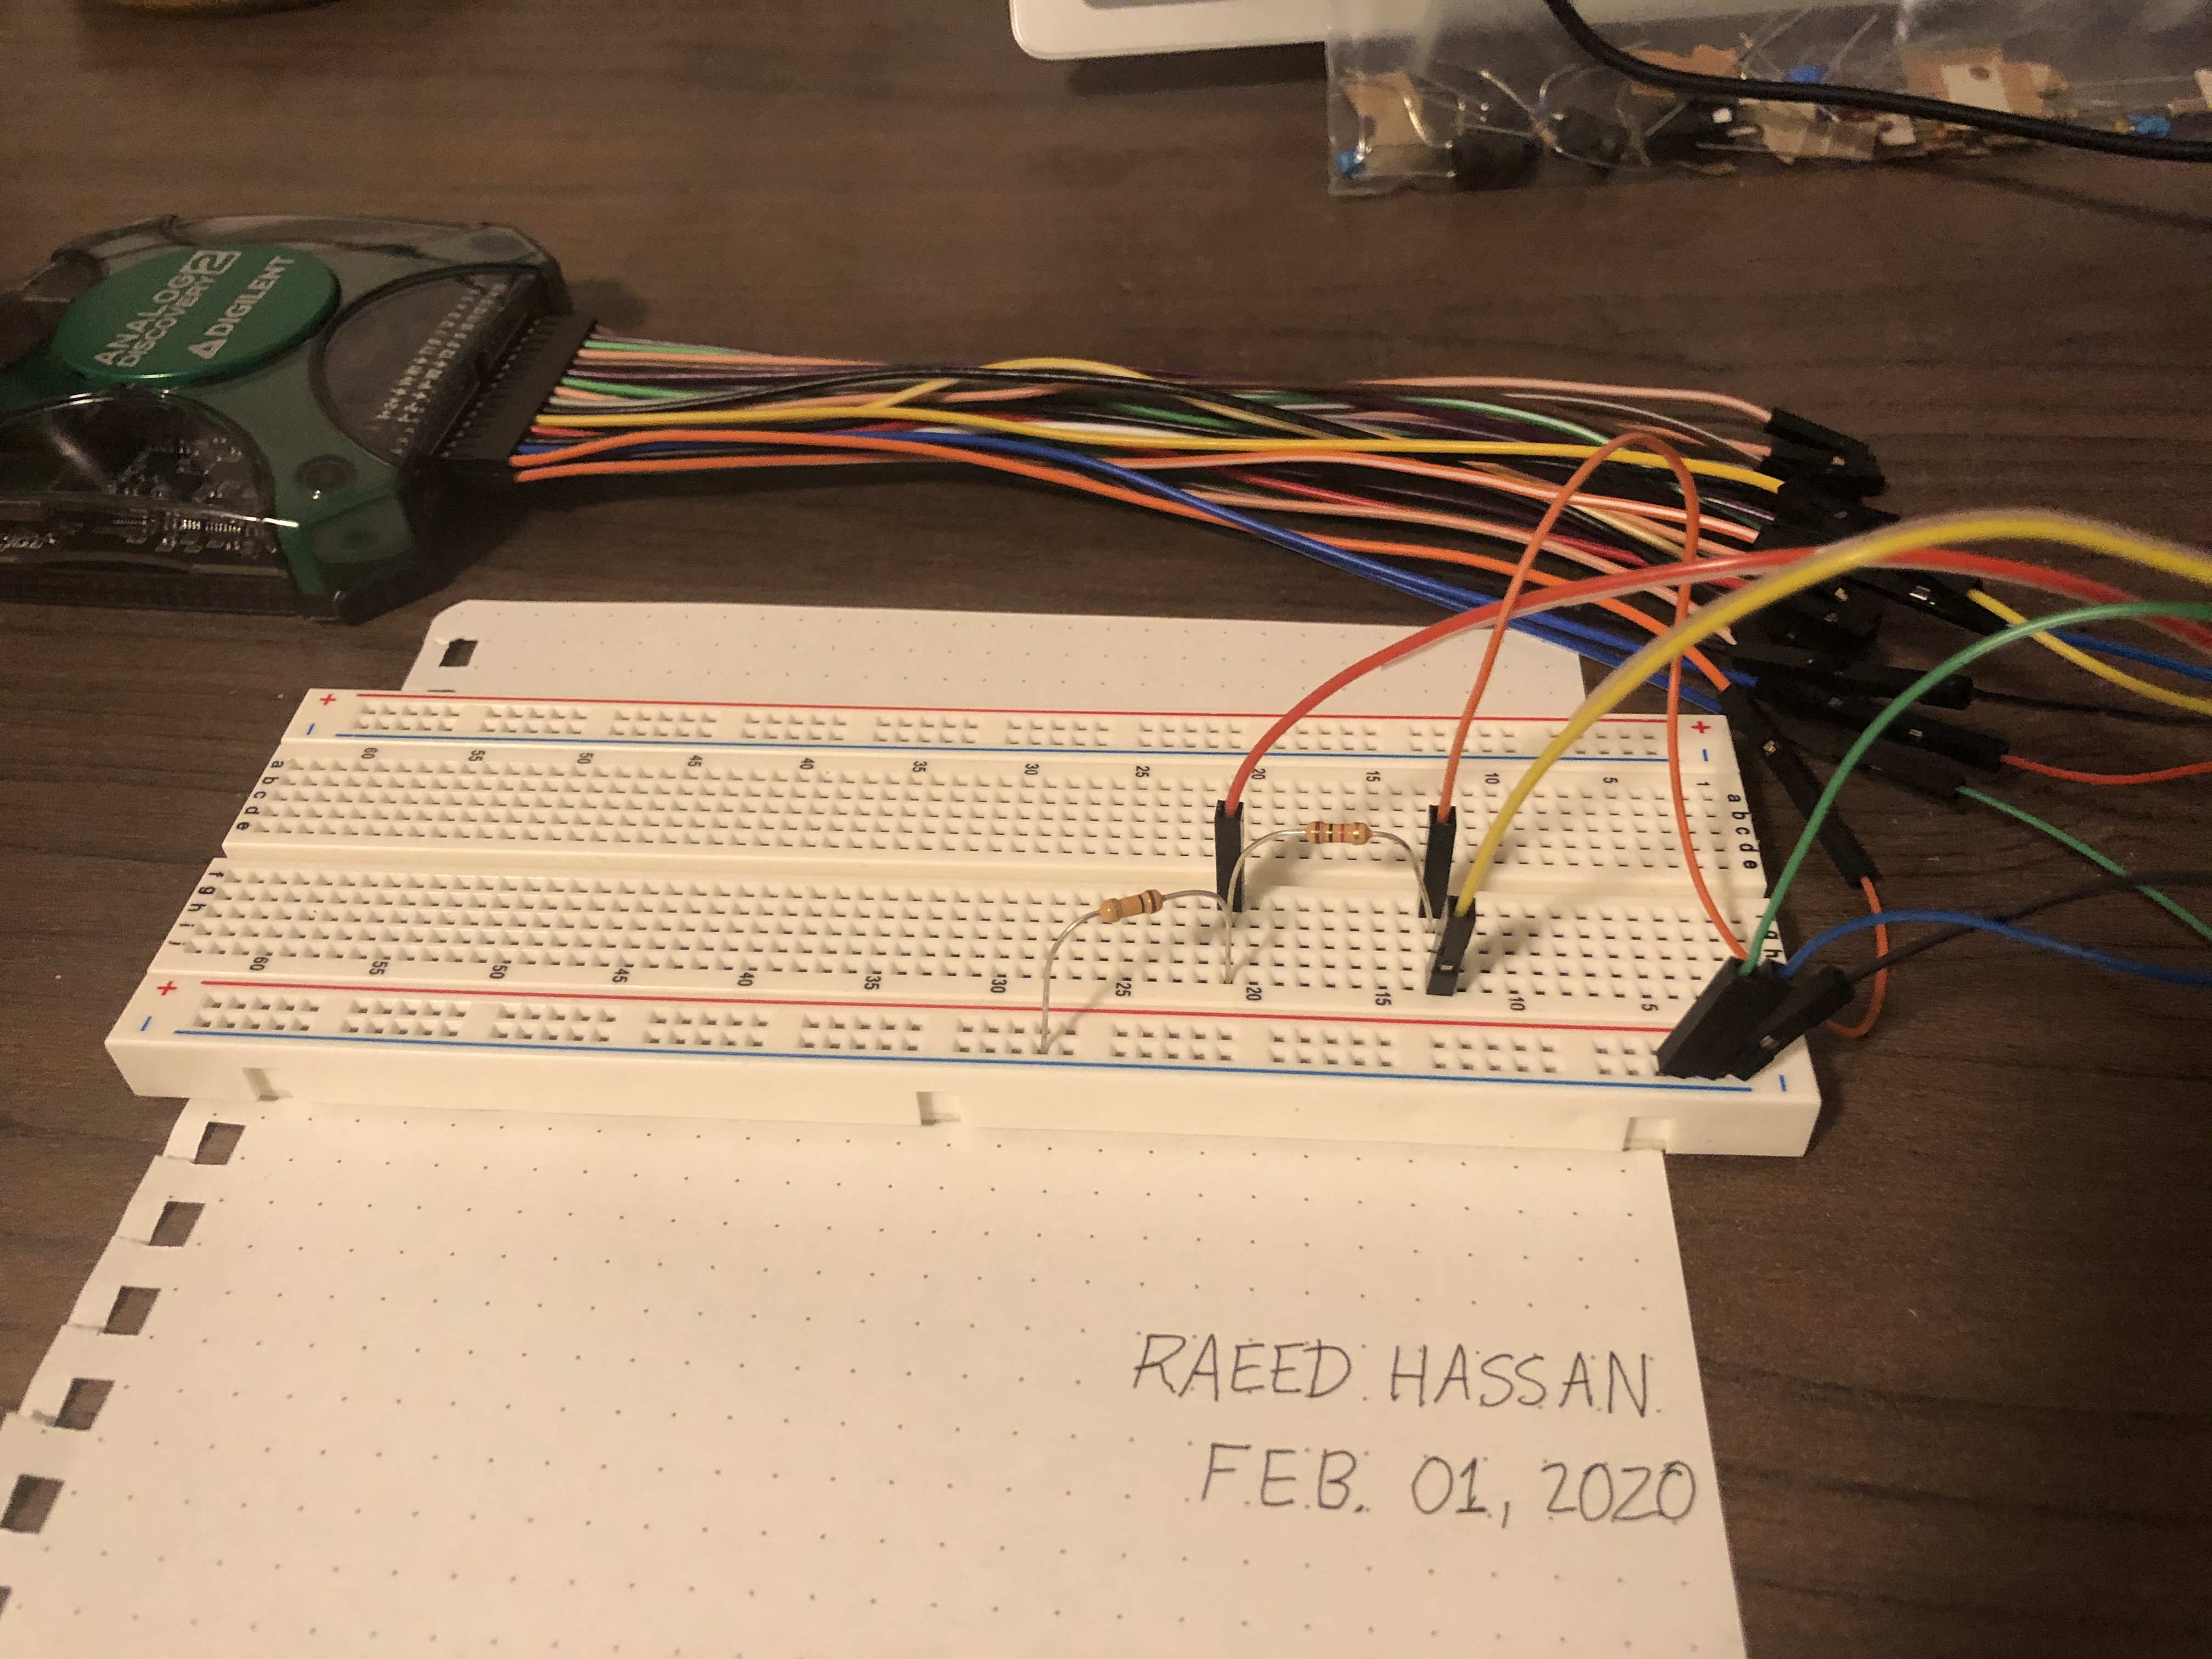 ANALOG
DISCOVERY 2
DIGILENT
+ +
- -
60 55 50 45 40 35 30 25 20 15 10 5 1
a a
b b
c c
d d
e e
f
g g
h h
i
j
60 55 50 45 40 35 30 25 20 15 10 5
+
- -
RAEED HASSAN
FEB. 01, 2020